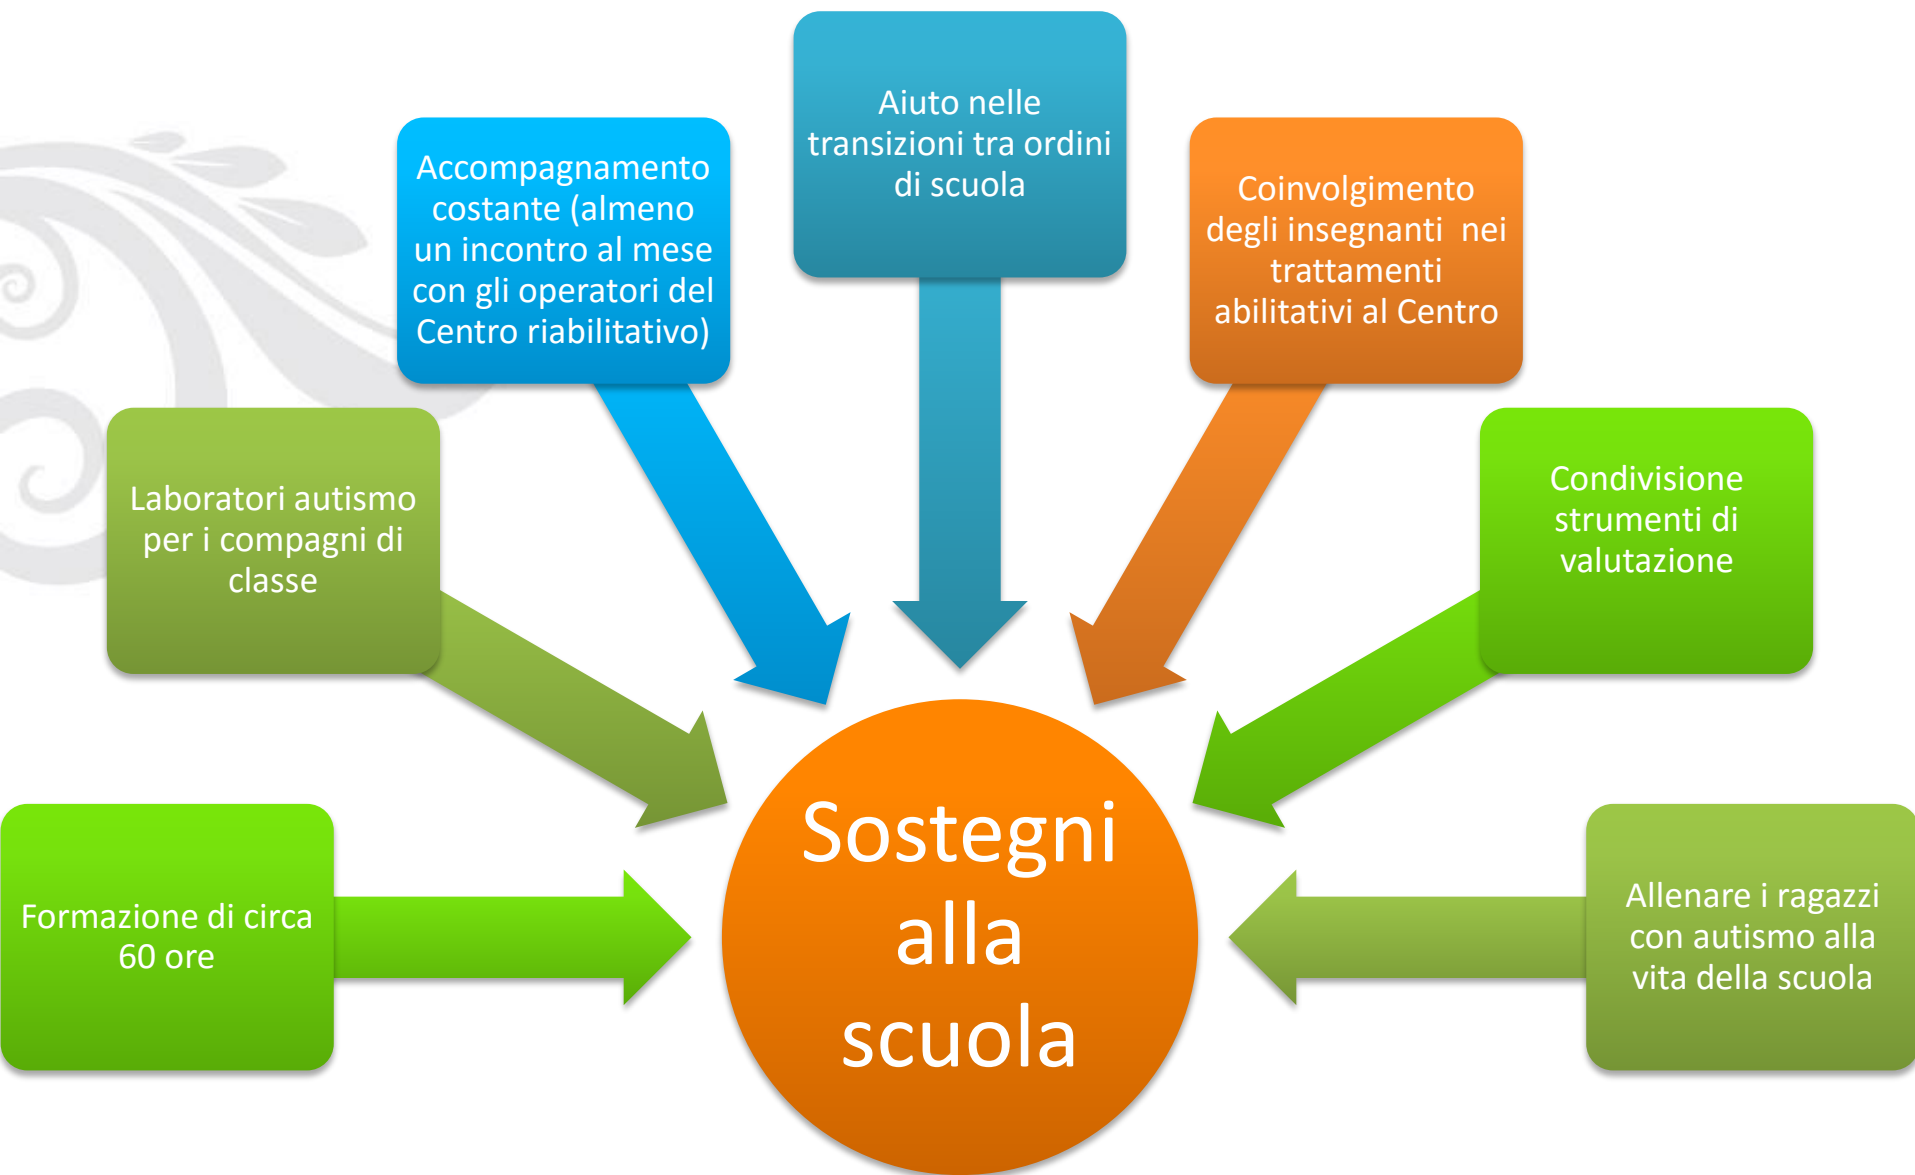 Aiuto nelle
transizioni tra ordini
di scuola
Accompagnamento
costante (almeno
un incontro al mese
con gli operatori del
Centro riabilitativo)
Coinvolgimento
degli insegnanti  nei
trattamenti
abilitativi al Centro
Laboratori autismo
per i compagni di
classe
Condivisione
strumenti di
valutazione
Formazione di circa
60 ore
Sostegni
alla
scuola
Allenare i ragazzi
con autismo alla
vita della scuola